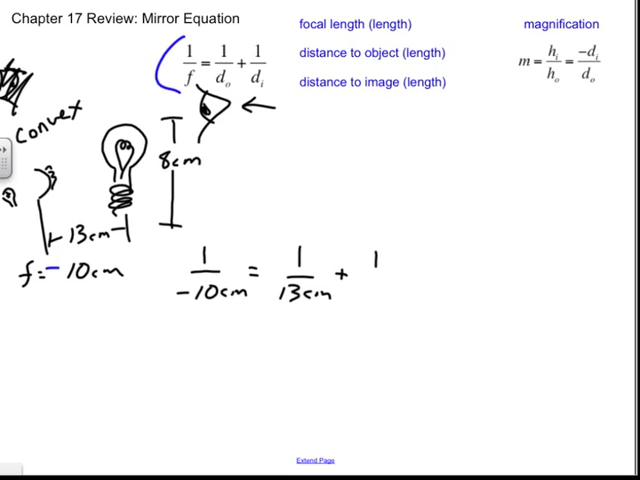 Chapter 17 Review: Mirror Equation
focal length (length)
magnification
1/f = 1/d_o + 1/d_i
distance to object (length)
m = h_i/h_o = -d_i/d_o
distance to image (length)
convex
8cm
13cm
f=-10cm
1/-10cm = 1/13cm + 1
Extend Page